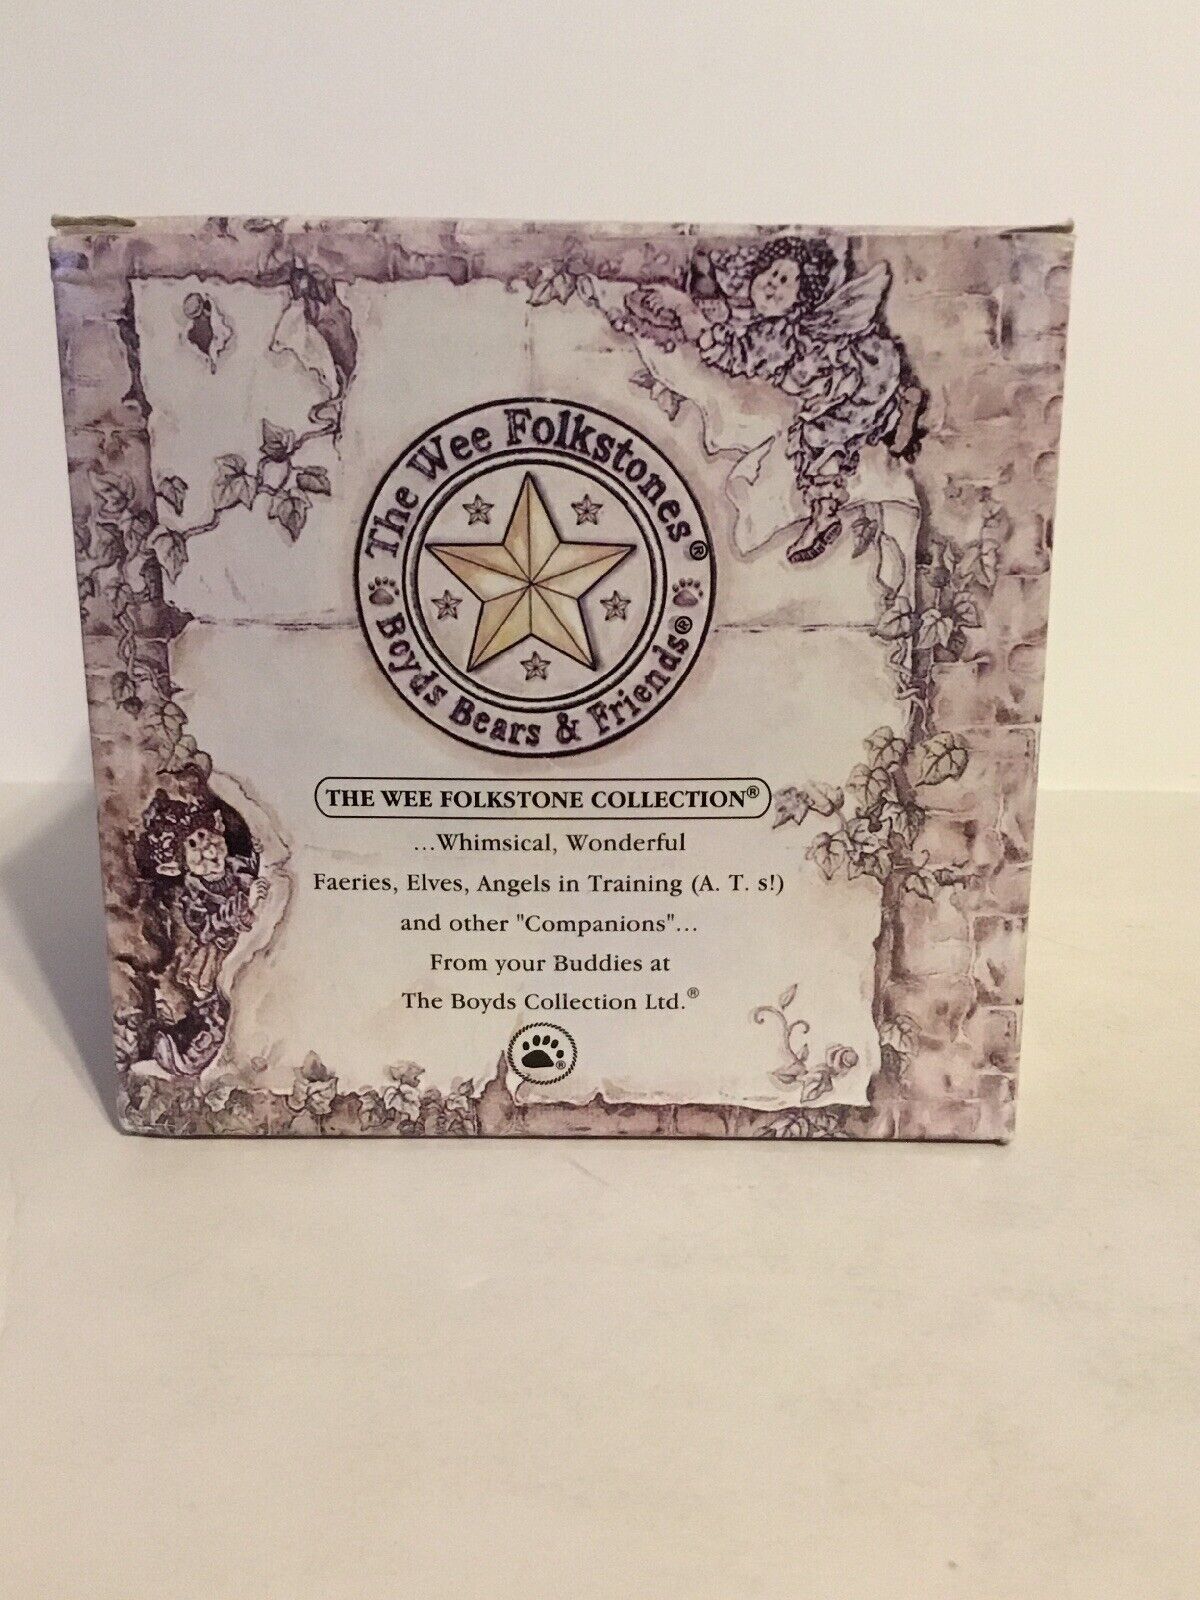 The Wee Folkstones®
Boyds Bears & Friends®
THE WEE FOLKSTONE COLLECTION®
...Whimsical, Wonderful
Faeries, Elves, Angels in Training (A. T. s!)
and other "Companions"...
From your Buddies at
The Boyds Collection Ltd.®
®